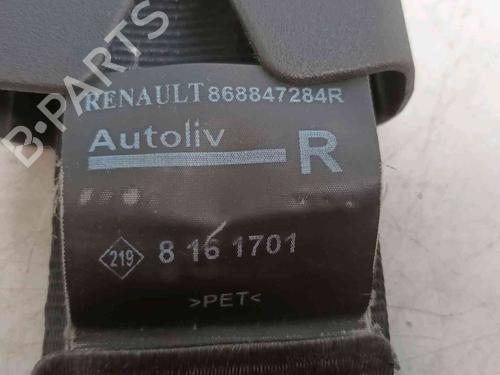 B·PARTS
RENAULT 868847284R
Autoliv
R
219 8 16 1701
>PET<